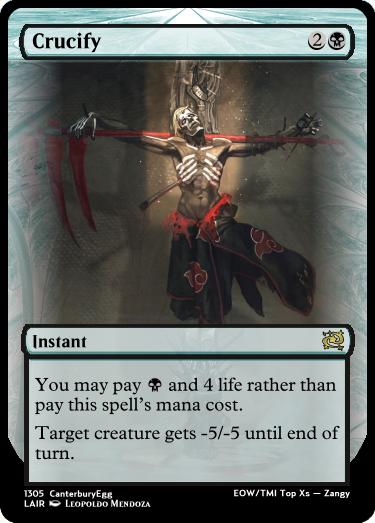 Crucify 2
Instant
You may pay and 4 life rather than
pay this spell's mana cost.
Target creature gets -5/-5 until end of
turn.
1305 CanterburyEgg
LAIR Leopoldo Mendoza
EOW/TMI Top Xs — Zangy